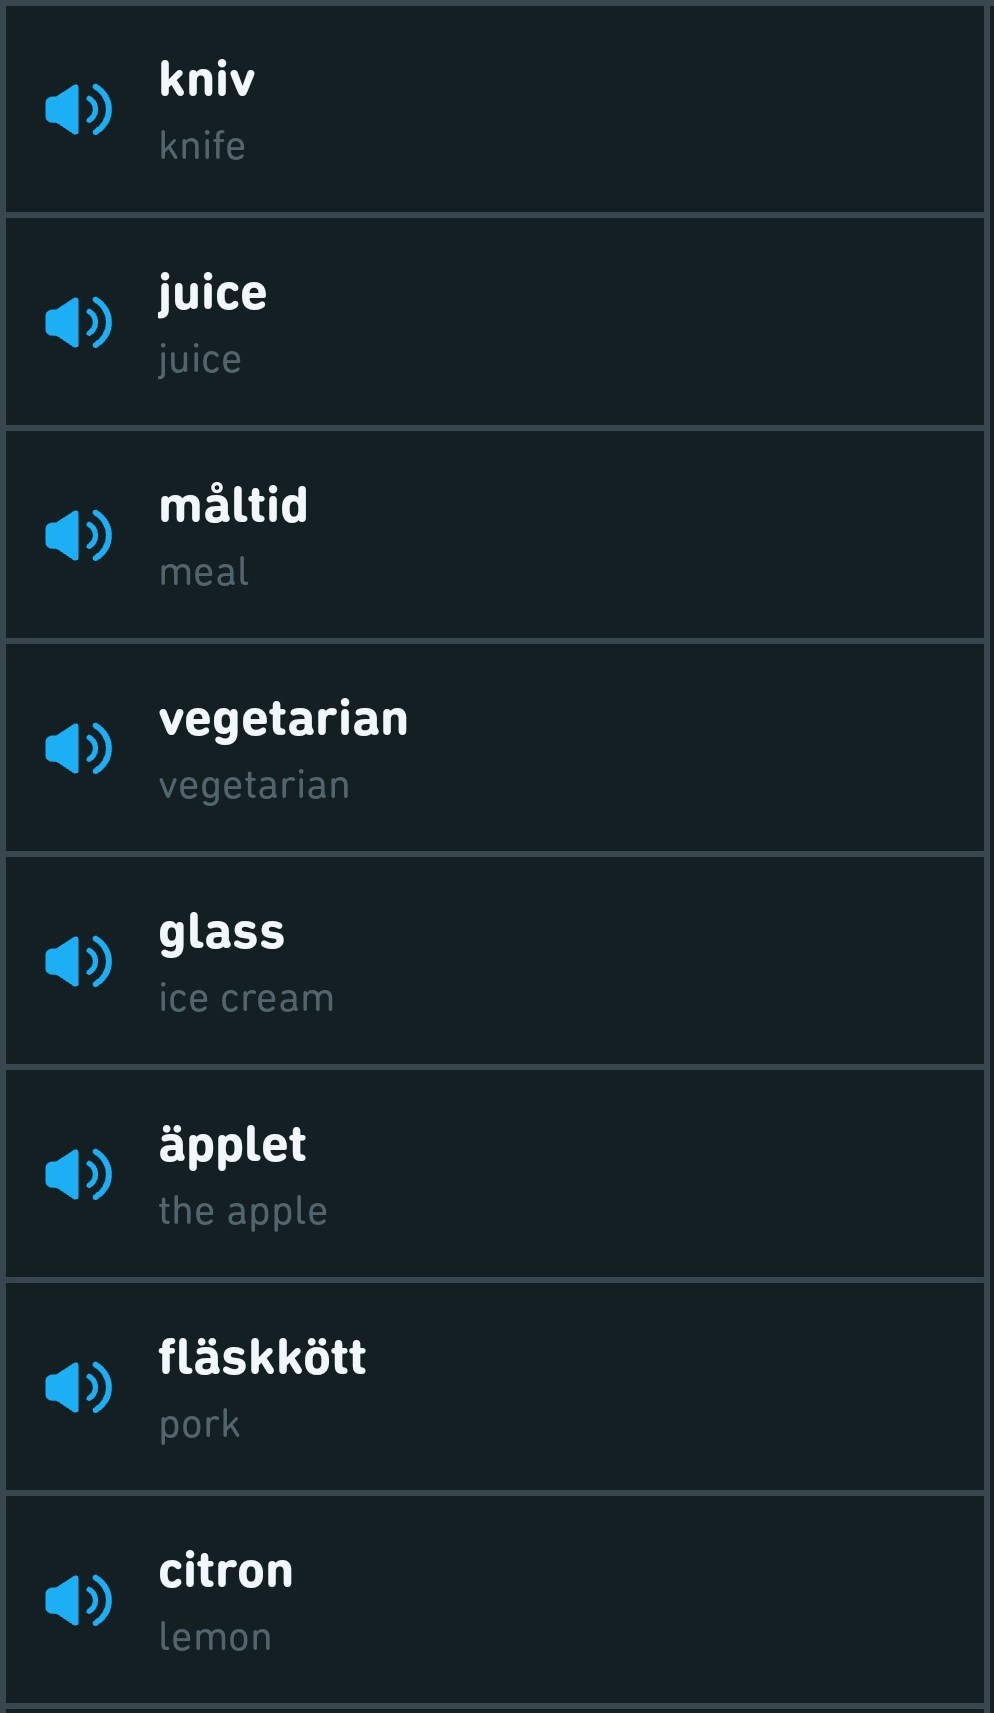 kniv
knife
juice
juice
måltid
meal
vegetarian
vegetarian
glass
ice cream
äpplet
the apple
fläskkött
pork
citron
lemon